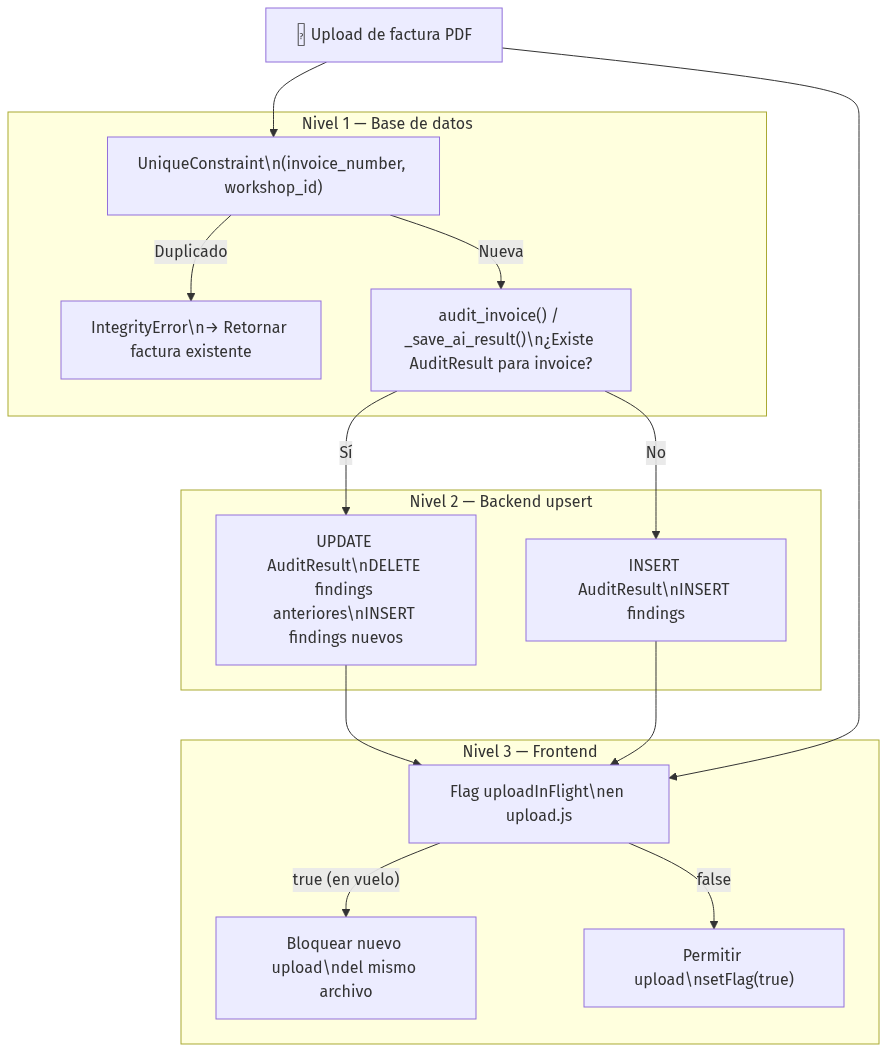 Upload de factura PDF
Nivel 1 — Base de datos
UniqueConstraint\n(invoice_number,
workshop_id)
Duplicado
Nueva
IntegrityError\n→ Retornar
factura existente
audit_invoice() /
_save_ai_result()\n¿Existe
AuditResult para invoice?
Sí
No
Nivel 2 — Backend upsert
UPDATE
AuditResult\nDELETE
findings
anteriores\nINSERT
findings nuevos
INSERT
AuditResult\nINSERT
findings
Nivel 3 — Frontend
Flag uploadInFlight\nen
upload.js
true (en vuelo)
false
Bloquear nuevo
upload\ndel mismo
archivo
Permitir
upload\nsetFlag(true)